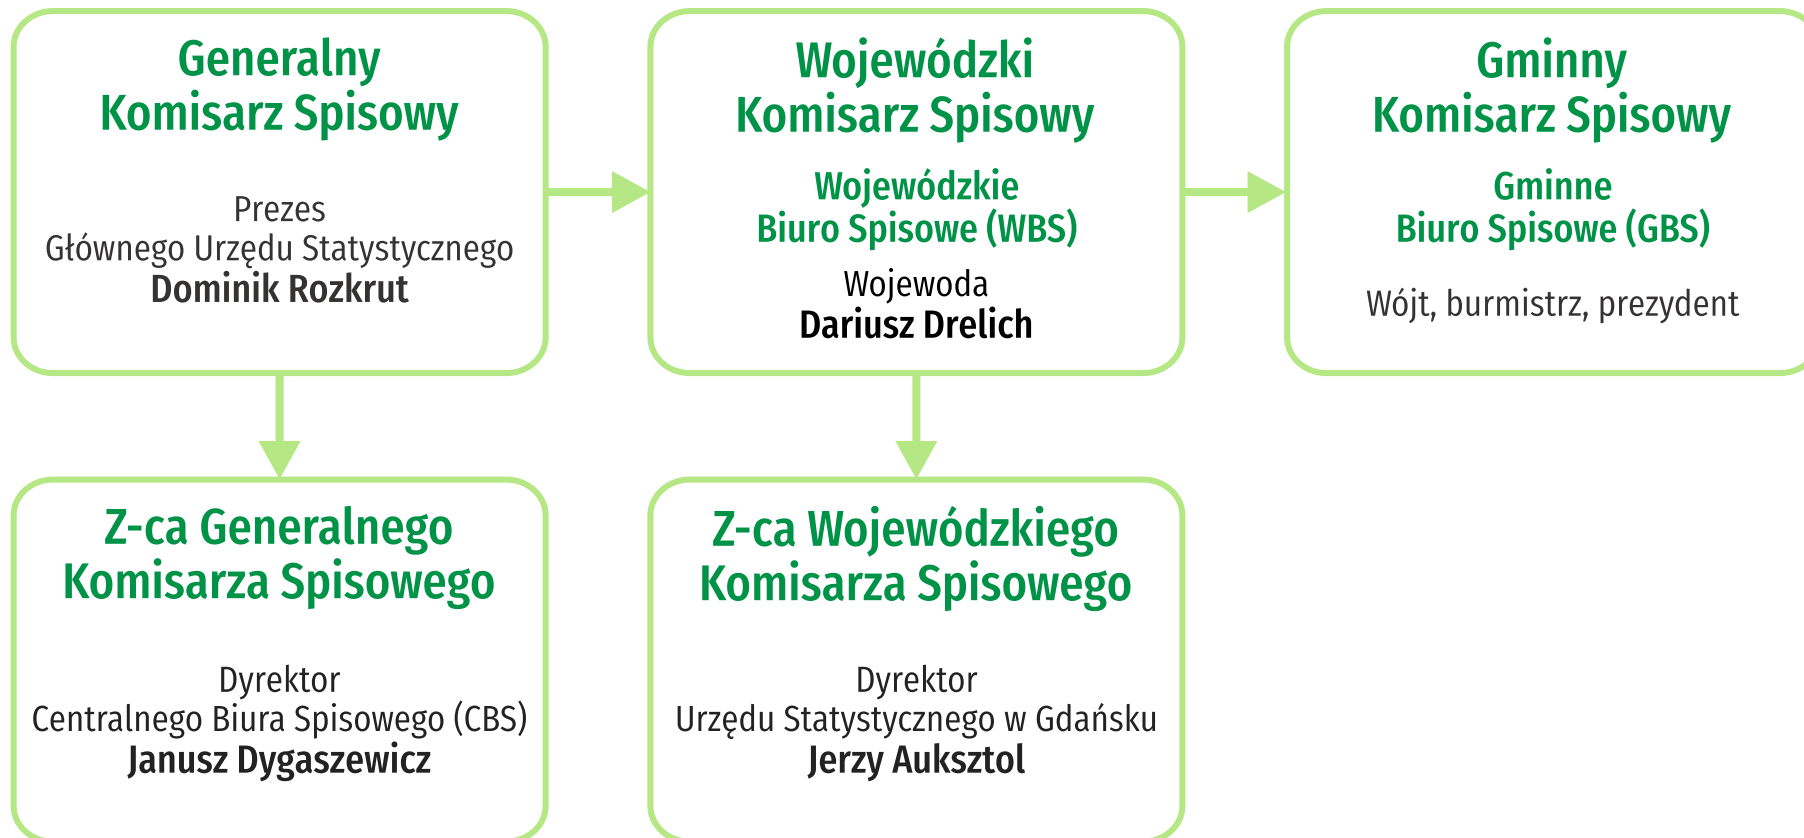 Generalny
Komisarz Spisowy
Prezes
Głównego Urzędu Statystycznego
Dominik Rozkrut
Wojewódzki
Komisarz Spisowy
Wojewódzkie
Biuro Spisowe (WBS)
Wojewoda
Dariusz Drelich
Gminny
Komisarz Spisowy
Gminne
Biuro Spisowe (GBS)
Wójt, burmistrz, prezydent
Z-ca Generalnego
Komisarza Spisowego
Dyrektor
Centralnego Biura Spisowego (CBS)
Janusz Dygaszewicz
Z-ca Wojewódzkiego
Komisarza Spisowego
Dyrektor
Urzędu Statystycznego w Gdańsku
Jerzy Auksztol